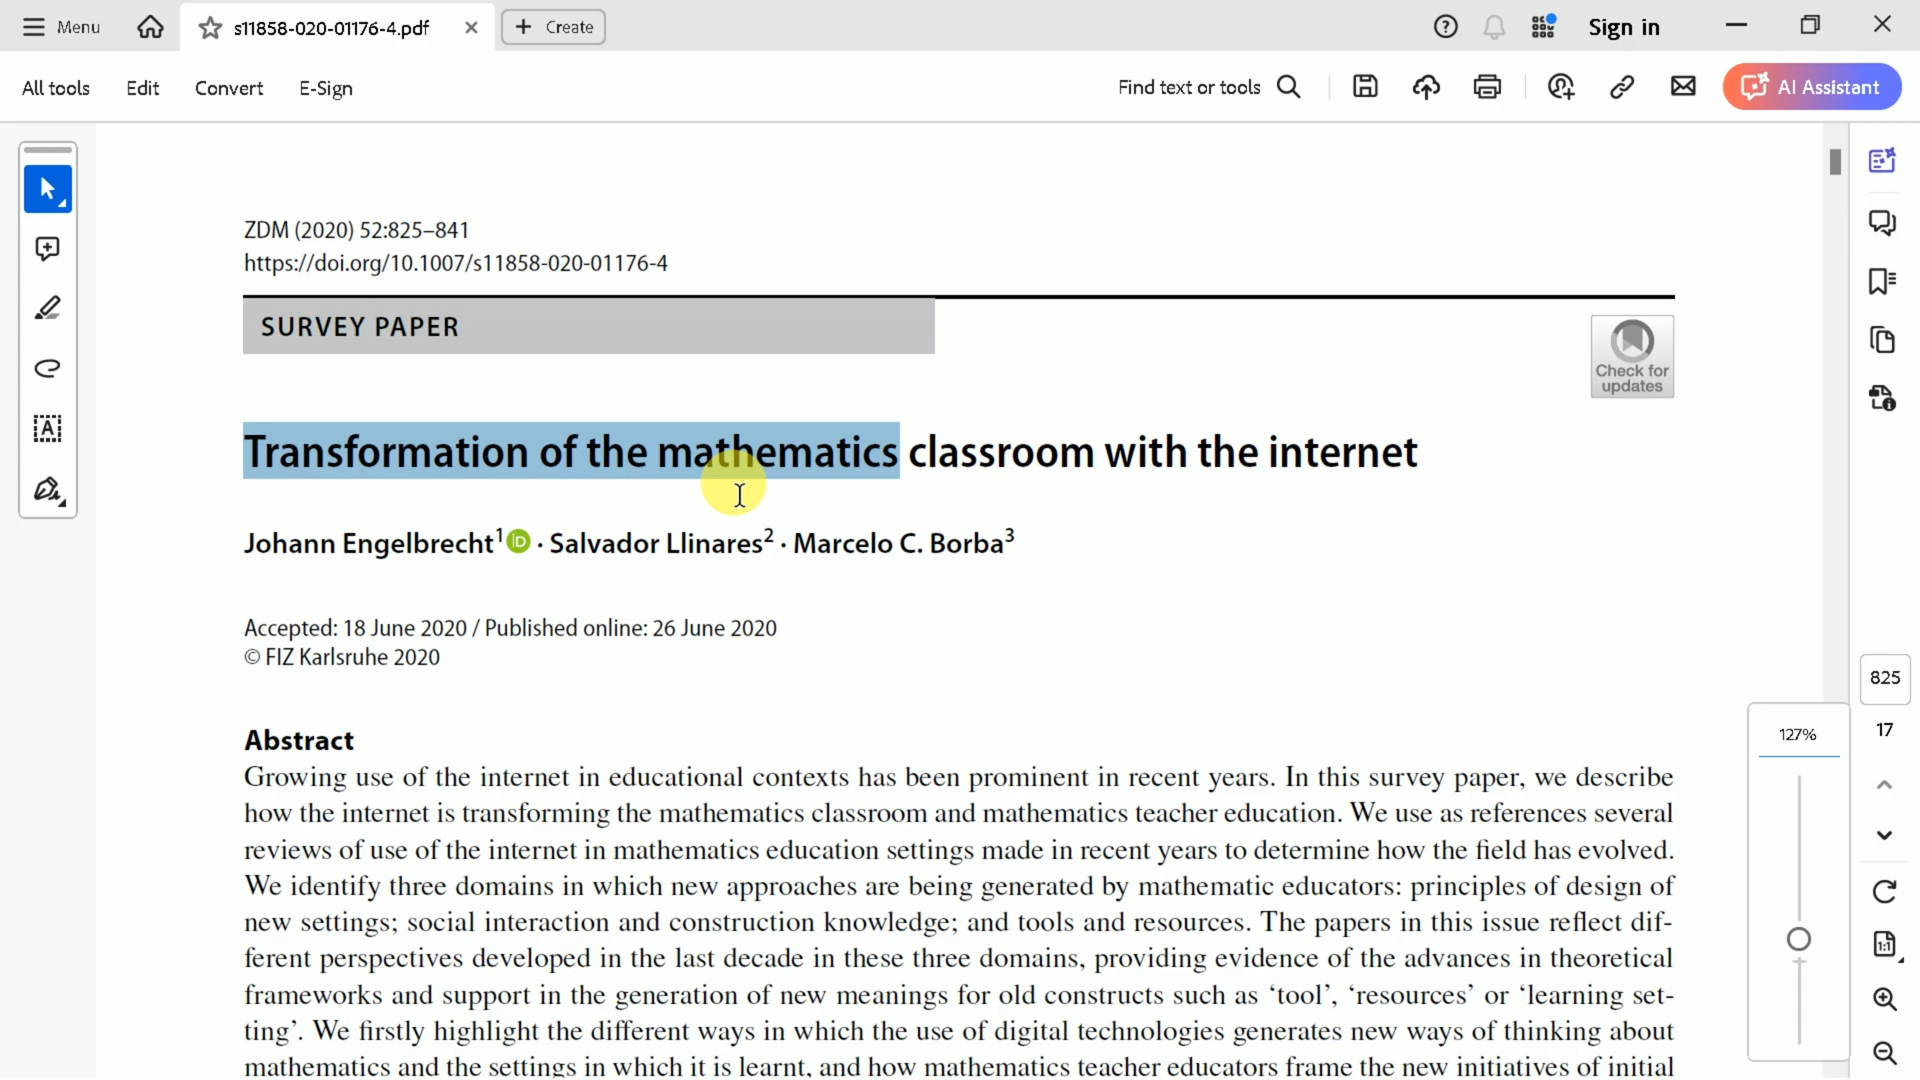 Menu
s11858-020-01176-4.pdf
Create
Sign in
All tools
Edit
Convert
E-Sign
Find text or tools
AI Assistant
ZDM (2020) 52:825–841
https://doi.org/10.1007/s11858-020-01176-4
SURVEY PAPER
Check for
updates
Transformation of the mathematics classroom with the internet
Johann Engelbrecht1 iD · Salvador Llinares2 · Marcelo C. Borba3
Accepted: 18 June 2020 / Published online: 26 June 2020
© FIZ Karlsruhe 2020
Abstract
Growing use of the internet in educational contexts has been prominent in recent years. In this survey paper, we describe
how the internet is transforming the mathematics classroom and mathematics teacher education. We use as references several
reviews of use of the internet in mathematics education settings made in recent years to determine how the field has evolved.
We identify three domains in which new approaches are being generated by mathematic educators: principles of design of
new settings; social interaction and construction knowledge; and tools and resources. The papers in this issue reflect dif-
ferent perspectives developed in the last decade in these three domains, providing evidence of the advances in theoretical
frameworks and support in the generation of new meanings for old constructs such as ‘tool’, ‘resources’ or ‘learning set-
ting’. We firstly highlight the different ways in which the use of digital technologies generates new ways of thinking about
mathematics and the settings in which it is learnt, and how mathematics teacher educators frame the new initiatives of initial
825
17
127%
1:1